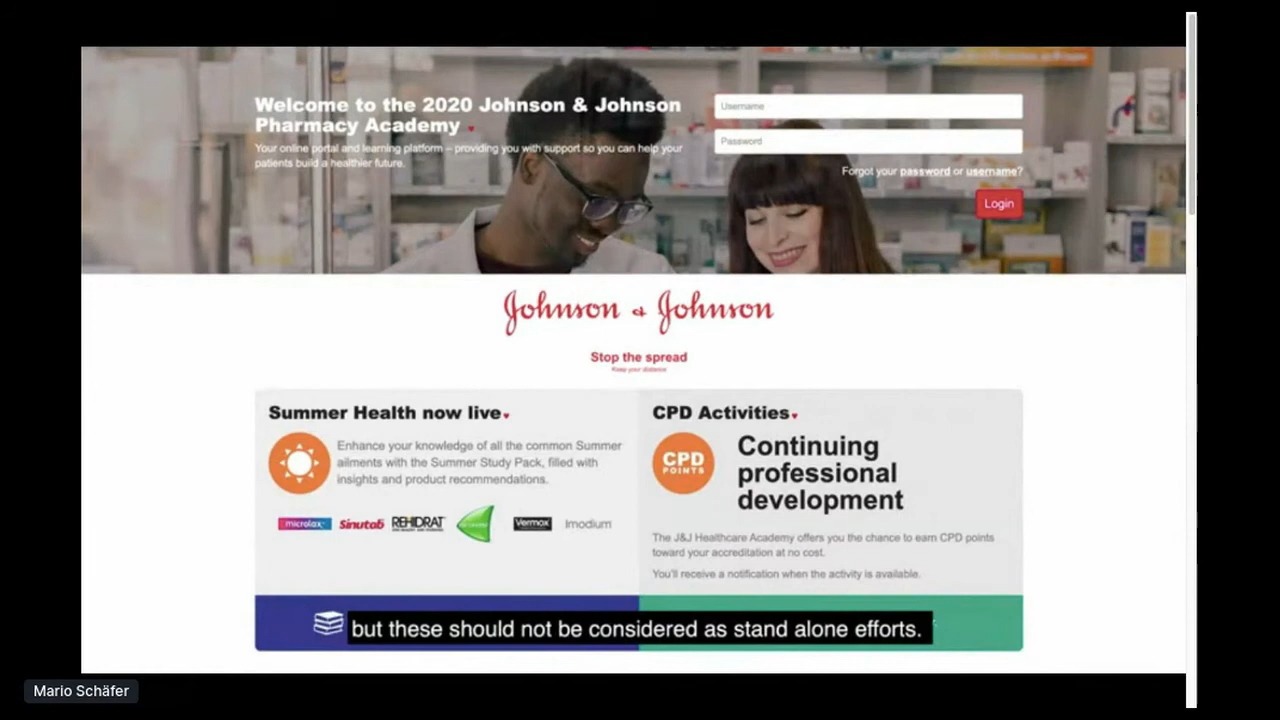 Welcome to the 2020 Johnson & Johnson
Pharmacy Academy
Your online portal and learning platform – providing you with support so you can help your
patients build a healthier future.
Username
Password
Forgot your password or username?
Login
Johnson & Johnson
Stop the spread
Keep your distance
Summer Health now live
Enhance your knowledge of all the common Summer
ailments with the Summer Study Pack, filled with
insights and product recommendations.
microlax Sinutab REHIDRAT Vermox Imodium
CPD Activities
CPD
POINTS
Continuing
professional
development
The J&J Healthcare Academy offers you the chance to earn CPD points
toward your accreditation at no cost.
You'll receive a notification when the activity is available.
but these should not be considered as stand alone efforts.
Mario Schäfer